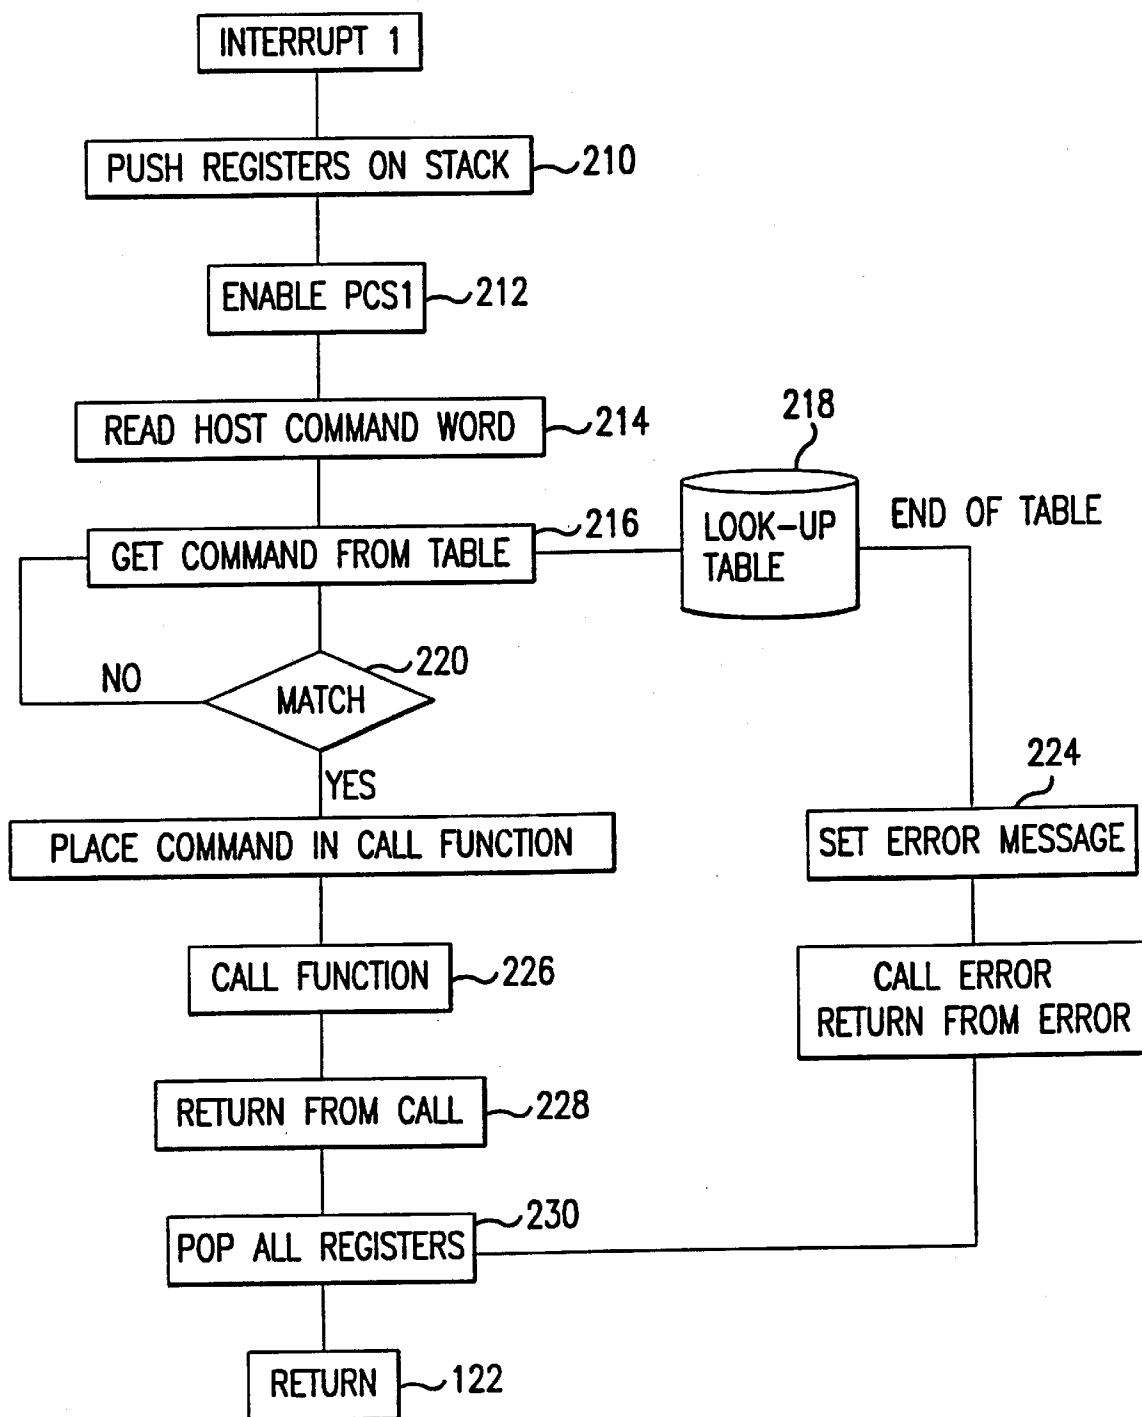 INTERRUPT 1
PUSH REGISTERS ON STACK
210
ENABLE PCS1
212
READ HOST COMMAND WORD
214
218
GET COMMAND FROM TABLE
216
LOOK-UP
TABLE
END OF TABLE
220
NO
MATCH
YES
224
PLACE COMMAND IN CALL FUNCTION
SET ERROR MESSAGE
CALL FUNCTION
226
CALL ERROR
RETURN FROM ERROR
RETURN FROM CALL
228
POP ALL REGISTERS
230
RETURN
122